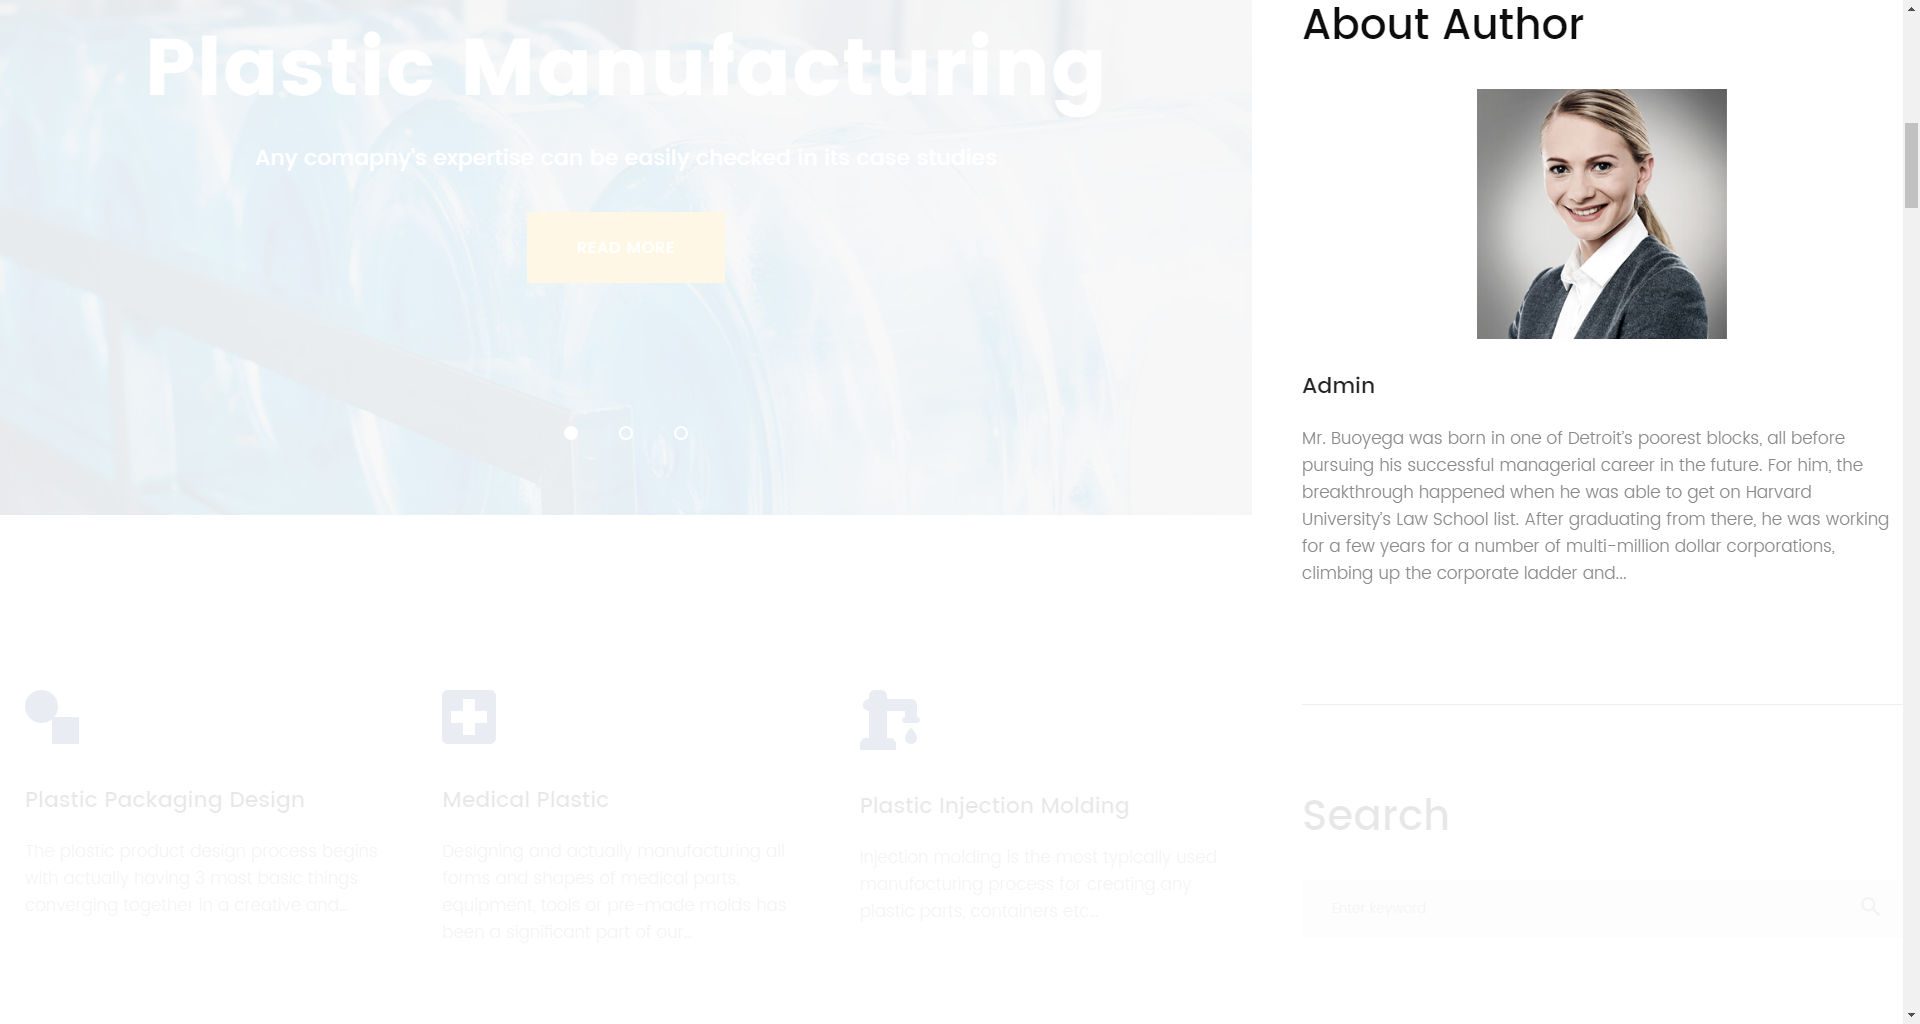 Plastic Manufacturing
Any comapny's expertise can be easily checked in its case studies
READ MORE
About Author
Admin
Mr. Buoyega was born in one of Detroit's poorest blocks, all before
pursuing his successful managerial career in the future. For him, the
breakthrough happened when he was able to get on Harvard
University's Law School list. After graduating from there, he was working
for a few years for a number of multi-million dollar corporations,
climbing up the corporate ladder and...
Plastic Packaging Design
The plastic product design process begins
with actually having 3 most basic things
converging together in a creative and...
Medical Plastic
Designing and actually manufacturing all
forms and shapes of medical parts,
equipment, tools or pre-made molds has
been a significant part of our...
Plastic Injection Molding
Injection molding is the most typically used
manufacturing process for creating any
plastic parts, containers etc...
Search
Enter keyword